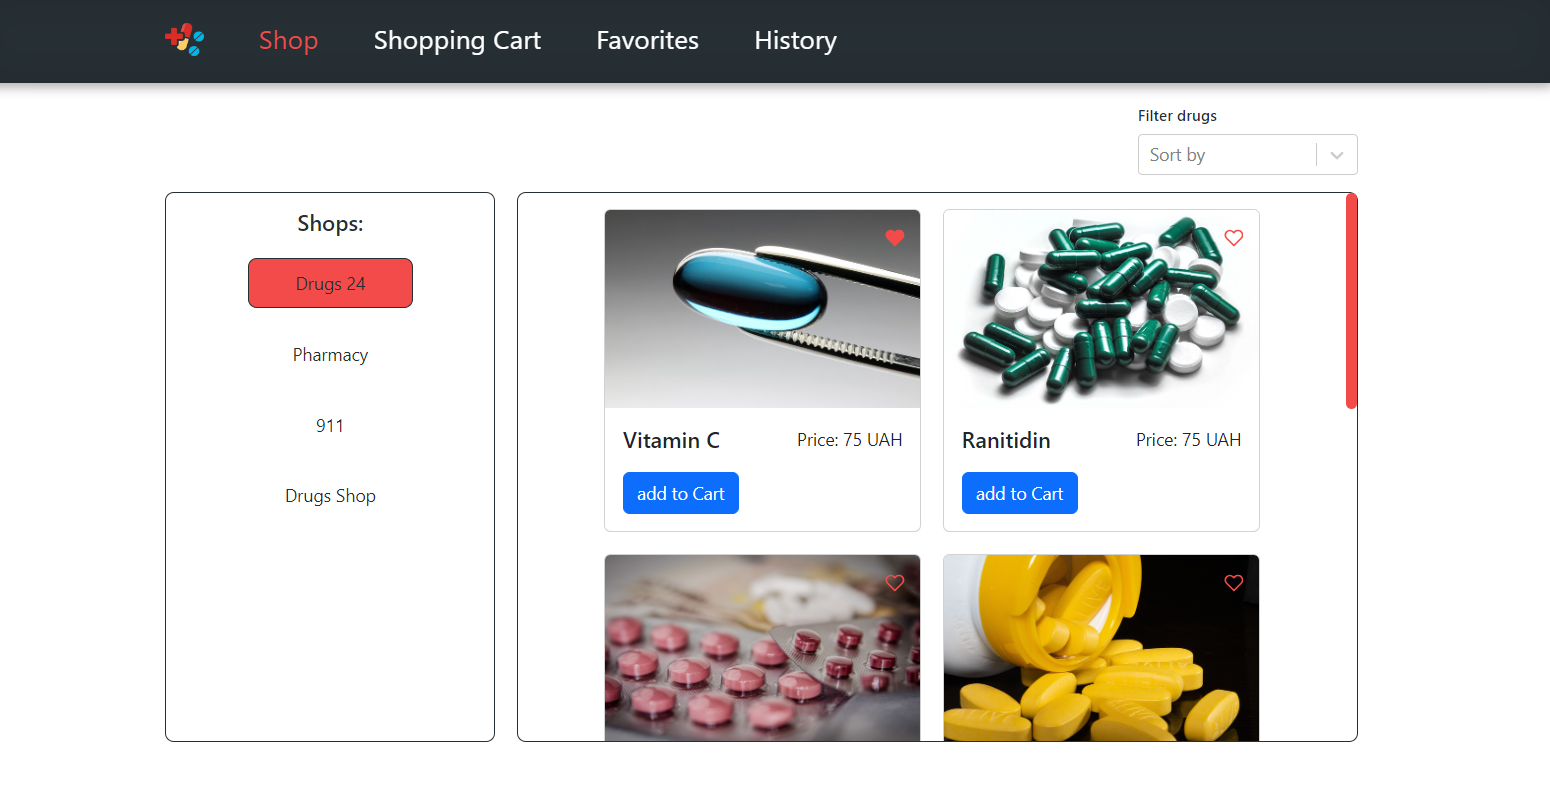 Shop Shopping Cart Favorites History
Filter drugs
Sort by
Shops:
Drugs 24
Pharmacy
911
Drugs Shop
Vitamin C Price: 75 UAH
add to Cart
Ranitidin Price: 75 UAH
add to Cart